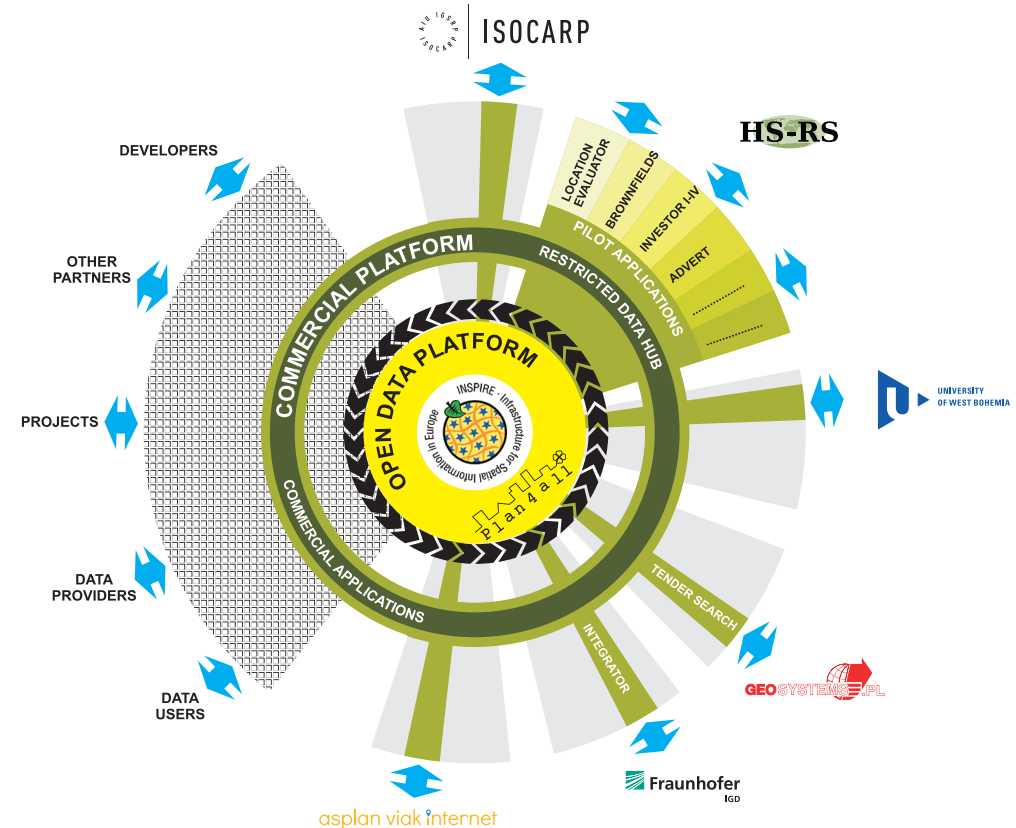 AIU IGSRP ISOCARP
ISOCARP
HS-RS
DEVELOPERS
OTHER
PARTNERS
PROJECTS
DATA
PROVIDERS
DATA
USERS
LOCATION
EVALUATOR
BROWNFIELDS
INVESTOR I-IV
ADVERT
......................
......................
PILOT APPLICATIONS
COMMERCIAL PLATFORM
RESTRICTED DATA HUB
COMMERCIAL APPLICATIONS
OPEN DATA PLATFORM
INSPIRE · Infrastructure for Spatial Information in Europe
Plan4all
UNIVERSITY
OF WEST BOHEMIA
TENDER SEARCH
INTEGRATOR
GEOSYSTEMS.PL
Fraunhofer
IGD
asplan viak internet